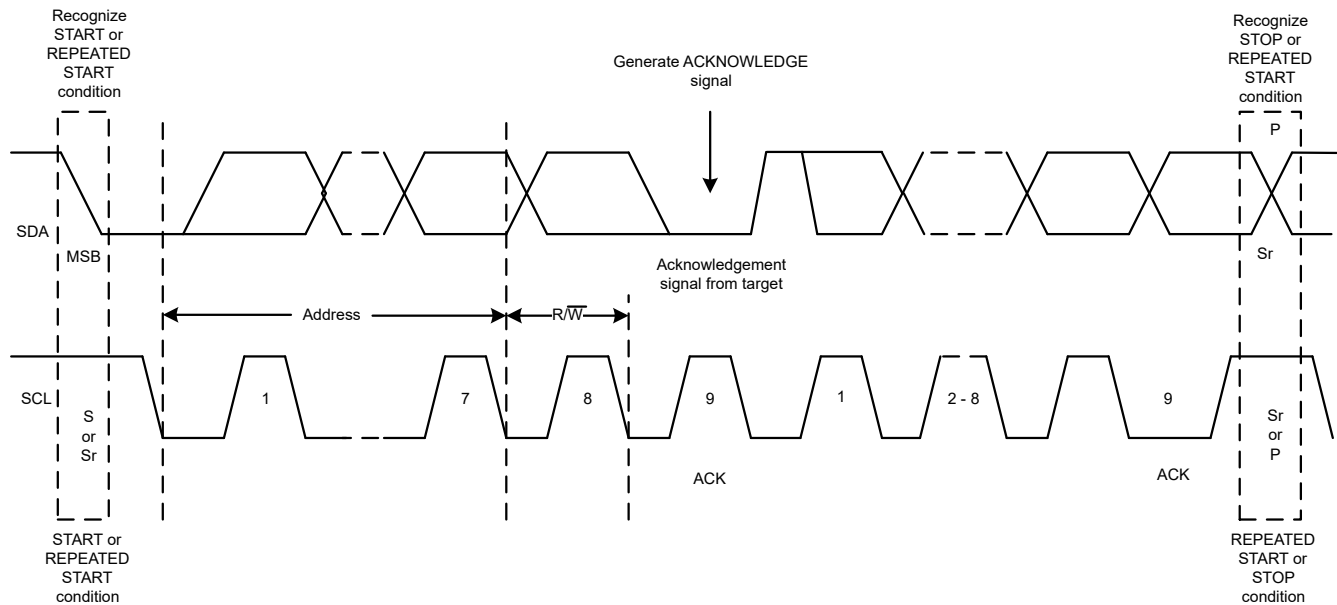 Recognize
START or
REPEATED
START
condition
Generate ACKNOWLEDGE
signal
Recognize
STOP or
REPEATED
START
condition
P
SDA
MSB
Acknowledgement
signal from target
Sr
Address
R/W̅
SCL
S
or
Sr
1
7
8
9
1
2 - 8
9
Sr
or
P
ACK
ACK
START or
REPEATED
START
condition
REPEATED
START or
STOP
condition